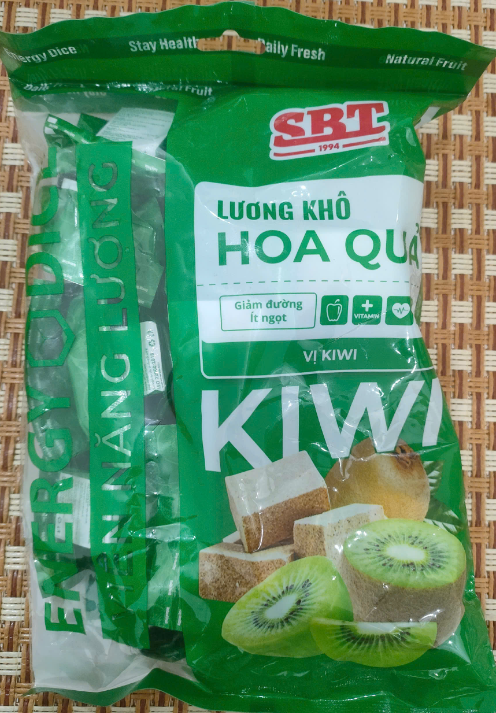 Energy Dice Stay Health Daily Fresh Natural Fruit
SBT
1994
LƯƠNG KHÔ
HOA QUẢ
Giảm đường
Ít ngọt
VITAMIN
VỊ KIWI
KIWI
ENERGY DICE
VIÊN NĂNG LƯỢNG